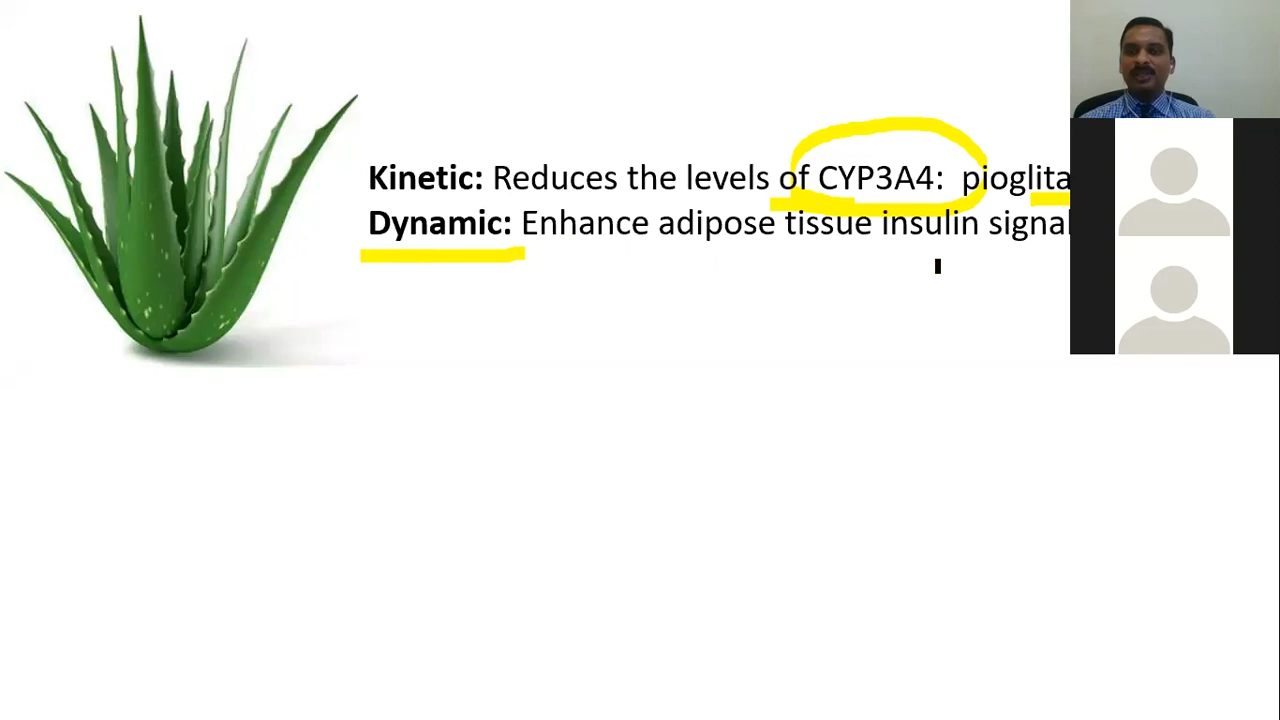 Kinetic: Reduces the levels of CYP3A4: pioglita
Dynamic: Enhance adipose tissue insulin signal